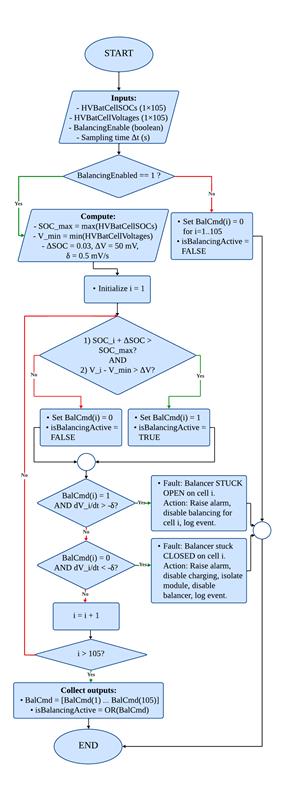 START
Inputs:
- HVBatCellSOCs (1×105)
- HVBatCellVoltages (1×105)
- BalancingEnable (boolean)
- Sampling time Δt (s)
BalancingEnabled == 1 ?
Yes
No
Compute:
- SOC_max = max(HVBatCellSOCs)
- V_min = min(HVBatCellVoltages)
- ΔSOC = 0.03, ΔV = 50 mV,
δ = 0.5 mV/s
• Set BalCmd(i) = 0
for i=1..105
• isBalancingActive =
FALSE
• Initialize i = 1
1) SOC_i + ΔSOC >
SOC_max?
AND
2) V_i - V_min > ΔV?
No
Yes
• Set BalCmd(i) = 0
• isBalancingActive =
FALSE
• Set BalCmd(i) = 1
• isBalancingActive =
TRUE
No
BalCmd(i) = 1
AND dV_i/dt > -δ?
Yes
• Fault: Balancer STUCK
OPEN on cell i.
Action: Raise alarm,
disable balancing for
cell i, log event.
No
BalCmd(i) = 0
AND dV_i/dt < -δ?
Yes
• Fault: Balancer stuck
CLOSED on cell i.
Action: Raise alarm,
disable charging, isolate
module, disable
balancer, log event.
No
i = i + 1
i > 105?
Yes
Collect outputs:
• BalCmd = [BalCmd(1) ... BalCmd(105)]
• isBalancingActive = OR(BalCmd)
END